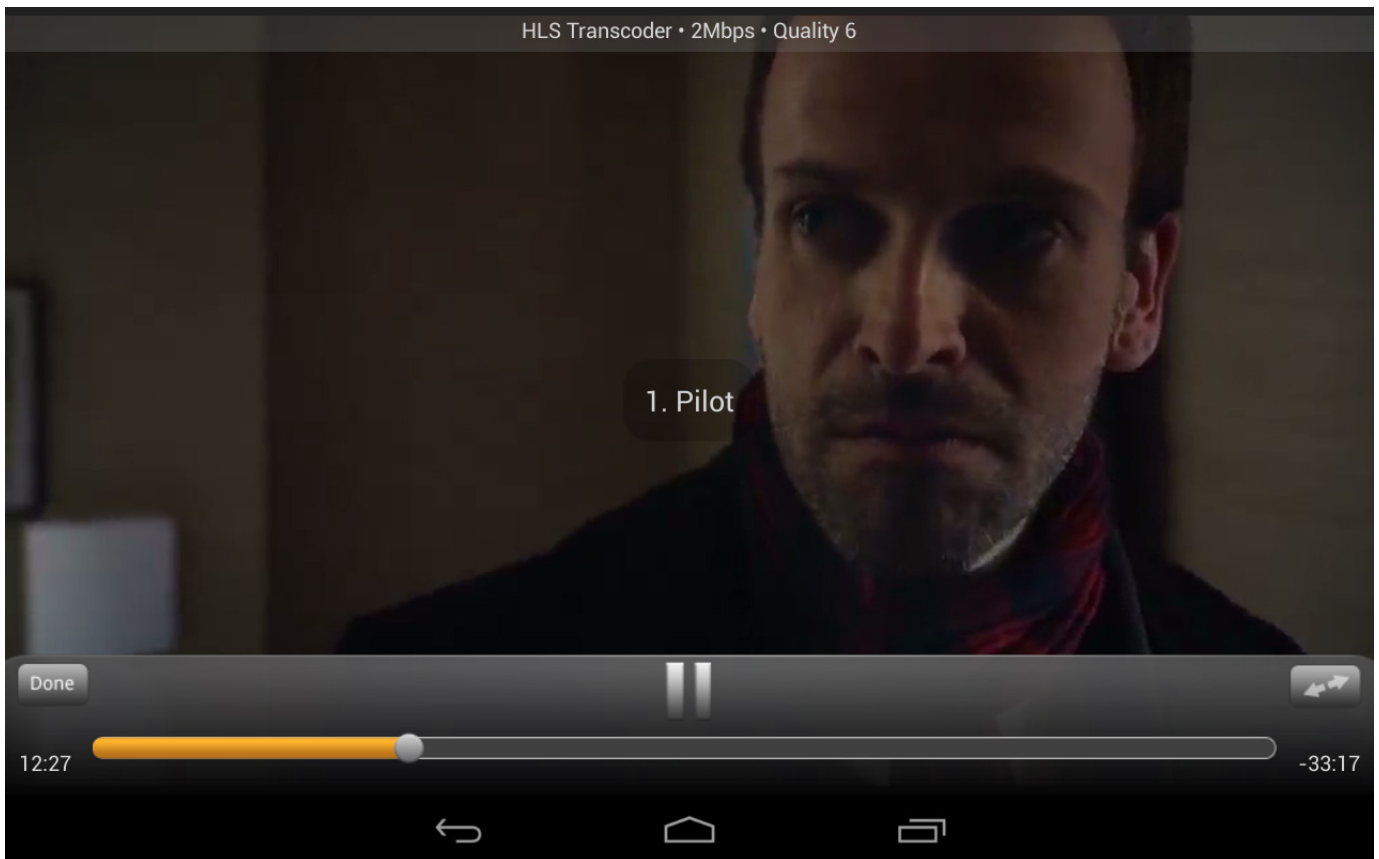 HLS Transcoder • 2Mbps • Quality 6
1. Pilot
Done
12:27
-33:17